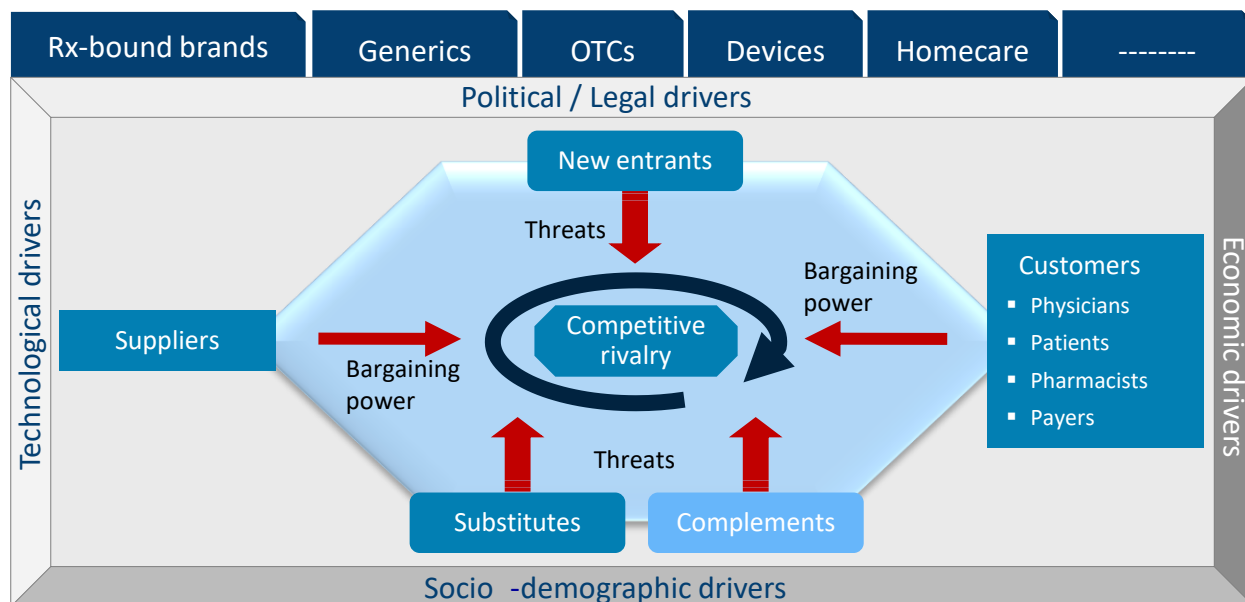 Rx-bound brands
Generics
OTCs
Devices
Homecare
--------
Political / Legal drivers
Technological drivers
Economic drivers
New entrants
Threats
Bargaining
power
Customers
▪ Physicians
▪ Patients
▪ Pharmacists
▪ Payers
Suppliers
Competitive
rivalry
Bargaining
power
Threats
Substitutes
Complements
Socio -demographic drivers